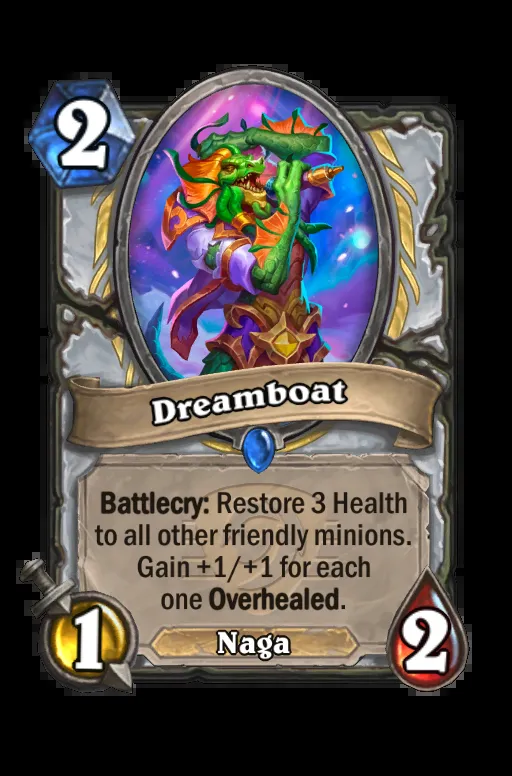 2
Dreamboat
Battlecry: Restore 3 Health
to all other friendly minions.
Gain +1/+1 for each
one Overhealed.
1
Naga
2